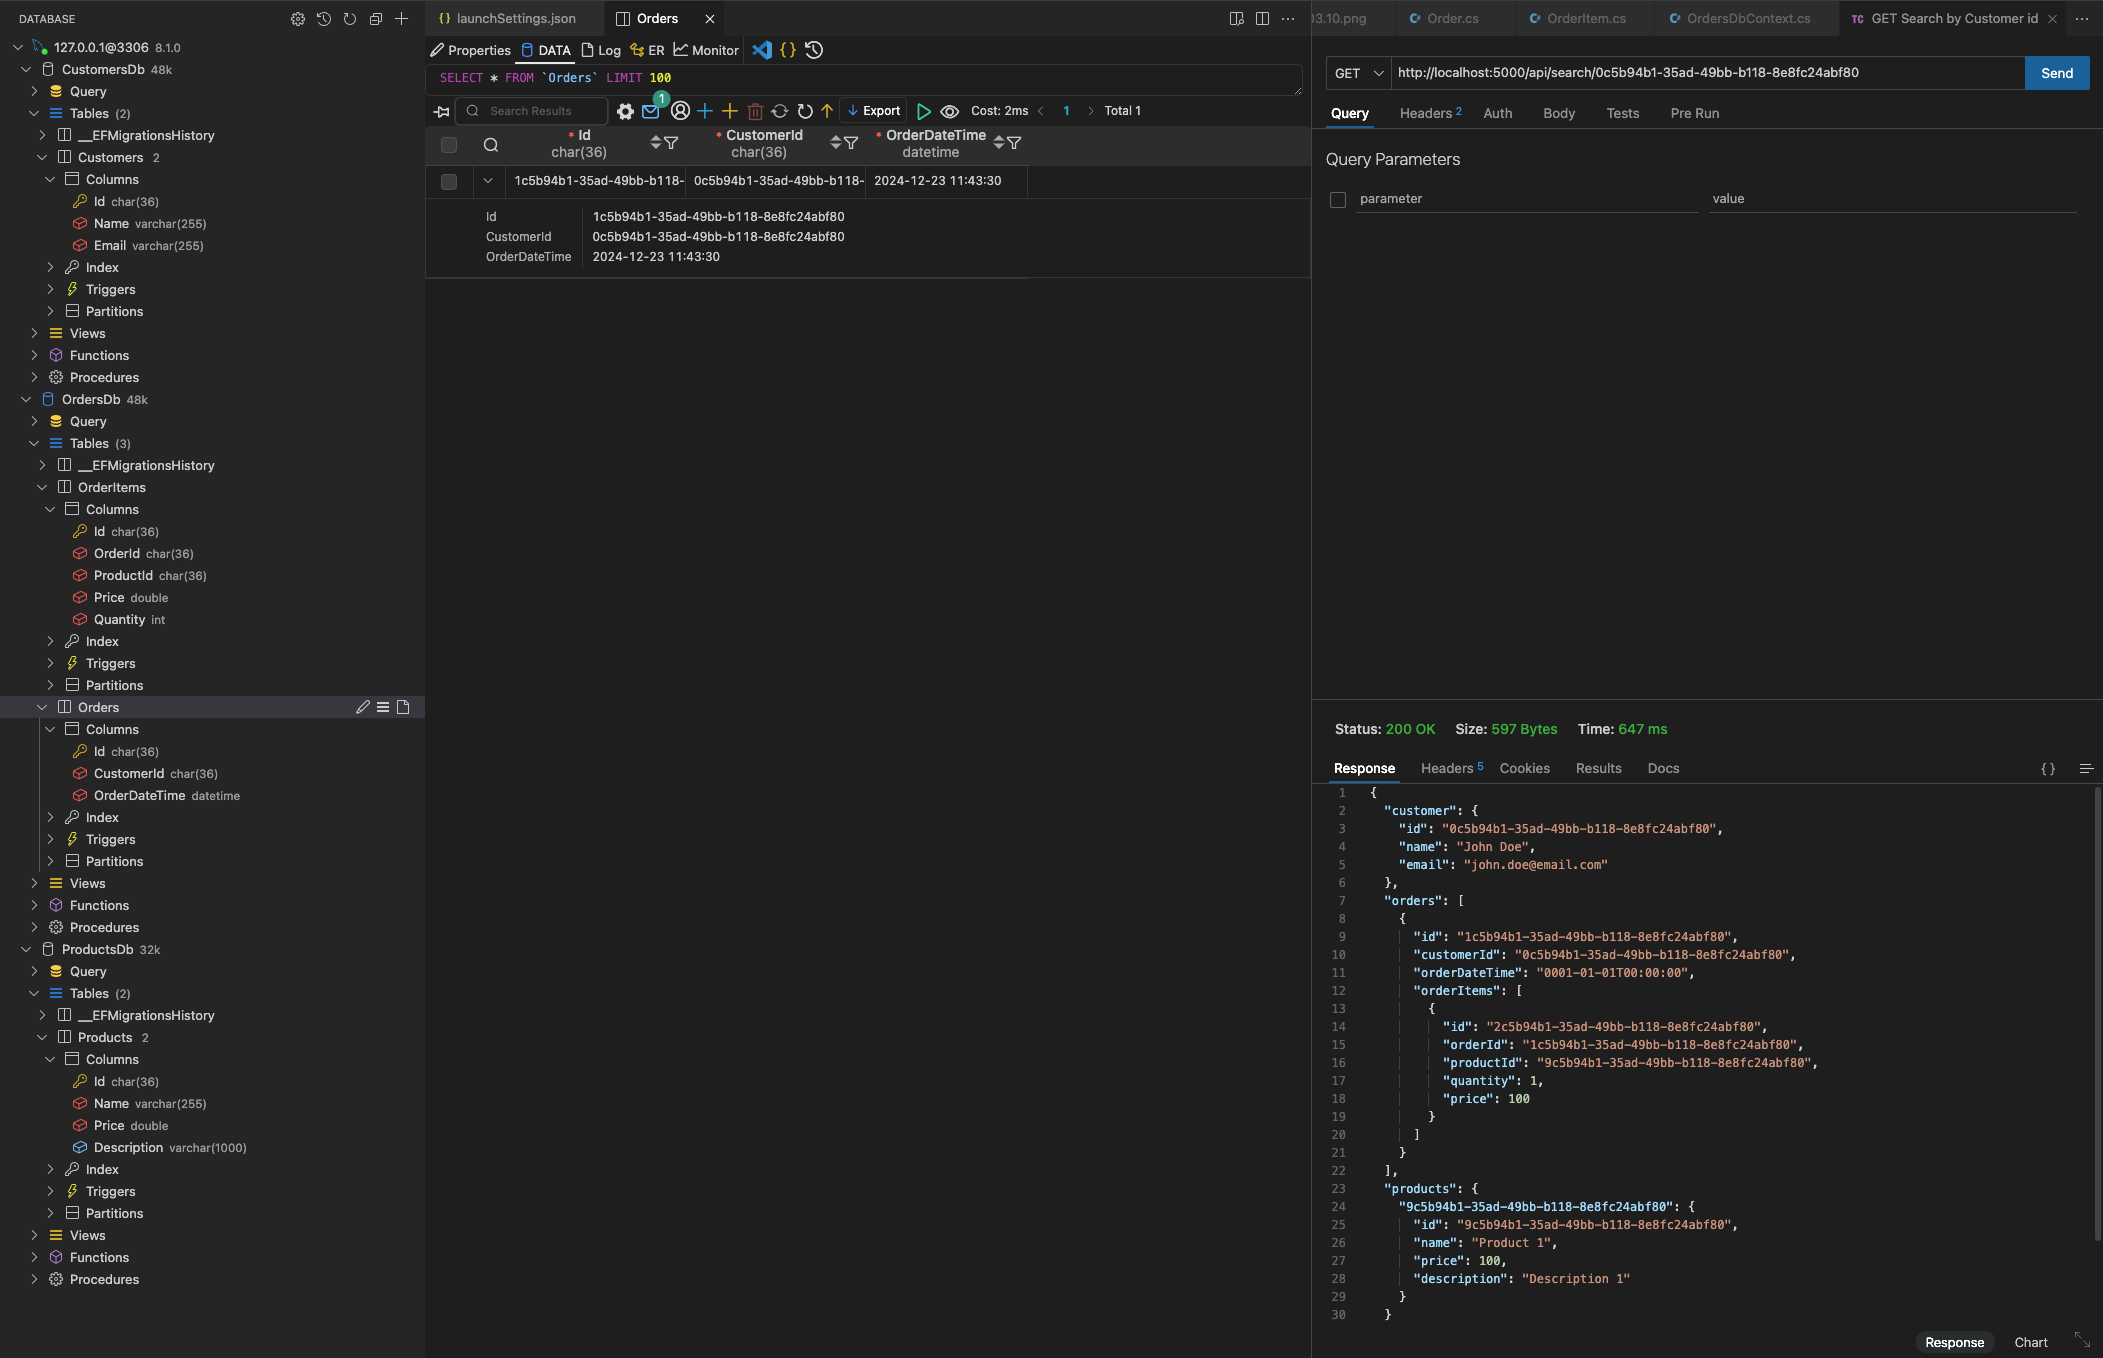 DATABASE
127.0.0.1@3306 8.1.0
CustomersDb 48k
Query
Tables (2)
__EFMigrationsHistory
Customers 2
Columns
Id char(36)
Name varchar(255)
Email varchar(255)
Index
Triggers
Partitions
Views
Functions
Procedures
OrdersDb 48k
Query
Tables (3)
__EFMigrationsHistory
OrderItems
Columns
Id char(36)
OrderId char(36)
ProductId char(36)
Price double
Quantity int
Index
Triggers
Partitions
Orders
Columns
Id char(36)
CustomerId char(36)
OrderDateTime datetime
Index
Triggers
Partitions
Views
Functions
Procedures
ProductsDb 32k
Query
Tables (2)
__EFMigrationsHistory
Products 2
Columns
Id char(36)
Name varchar(255)
Price double
Description varchar(1000)
Index
Triggers
Partitions
Views
Functions
Procedures
{} launchSettings.json Orders
Properties DATA Log ER Monitor {}
SELECT * FROM `Orders` LIMIT 100
Search Results 1 Export Cost: 2ms 1 Total 1
* Id * CustomerId * OrderDateTime
char(36) char(36) datetime
1c5b94b1-35ad-49bb-b118- 0c5b94b1-35ad-49bb-b118- 2024-12-23 11:43:30
Id 1c5b94b1-35ad-49bb-b118-8e8fc24abf80
CustomerId 0c5b94b1-35ad-49bb-b118-8e8fc24abf80
OrderDateTime 2024-12-23 11:43:30
03.10.png Order.cs OrderItem.cs OrdersDbContext.cs TC GET Search by Customer id
GET http://localhost:5000/api/search/0c5b94b1-35ad-49bb-b118-8e8fc24abf80 Send
Query Headers 2 Auth Body Tests Pre Run
Query Parameters
parameter value
Status: 200 OK Size: 597 Bytes Time: 647 ms
Response Headers 5 Cookies Results Docs {}
1 {
2 "customer": {
3 "id": "0c5b94b1-35ad-49bb-b118-8e8fc24abf80",
4 "name": "John Doe",
5 "email": "john.doe@email.com"
6 },
7 "orders": [
8 {
9 "id": "1c5b94b1-35ad-49bb-b118-8e8fc24abf80",
10 "customerId": "0c5b94b1-35ad-49bb-b118-8e8fc24abf80",
11 "orderDateTime": "0001-01-01T00:00:00",
12 "orderItems": [
13 {
14 "id": "2c5b94b1-35ad-49bb-b118-8e8fc24abf80",
15 "orderId": "1c5b94b1-35ad-49bb-b118-8e8fc24abf80",
16 "productId": "9c5b94b1-35ad-49bb-b118-8e8fc24abf80",
17 "quantity": 1,
18 "price": 100
19 }
20 ]
21 }
22 ],
23 "products": {
24 "9c5b94b1-35ad-49bb-b118-8e8fc24abf80": {
25 "id": "9c5b94b1-35ad-49bb-b118-8e8fc24abf80",
26 "name": "Product 1",
27 "price": 100,
28 "description": "Description 1"
29 }
30 }
Response Chart